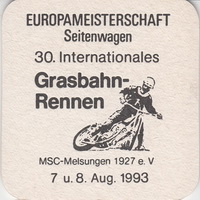 EUROPAMEISTERSCHAFT
Seitenwagen
30. Internationales
Grasbahn-
Rennen
MSC-Melsungen 1927 e. V
7 u. 8. Aug. 1993